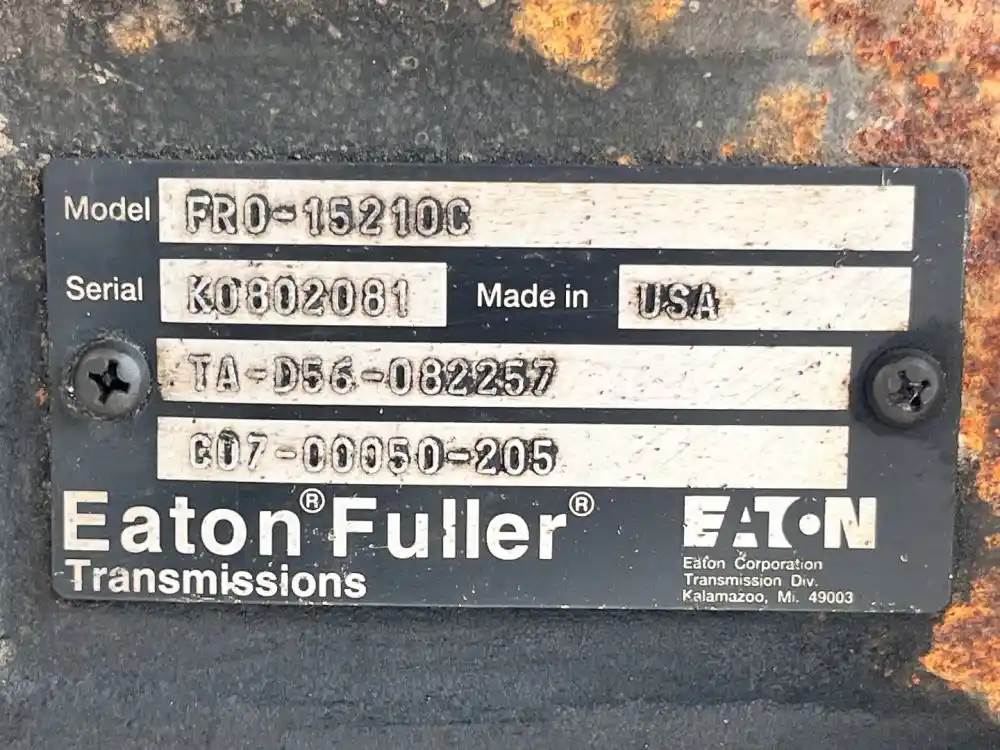 Model FRO-15210C
Serial K0802081 Made in USA
TA-D56-082257
C07-00050-205
Eaton® Fuller®
Transmissions
EATON
Eaton Corporation
Transmission Div.
Kalamazoo, Mi. 49003